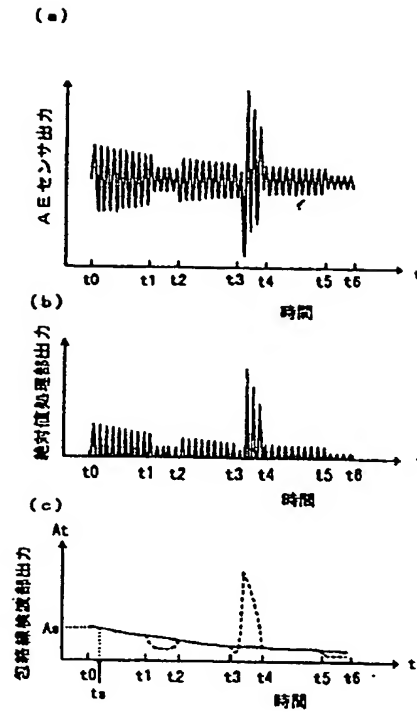 (a)
AEセンサ出力
t0 t1 t2 t3 t4 t5 t6 t
時間
(b)
絶対値処理部出力
t0 t1 t2 t3 t4 t5 t6 t
時間
(c)
At
包絡線検波部出力
As
t0 t1 t2 t3 t4 t5 t6 t
ts
時間